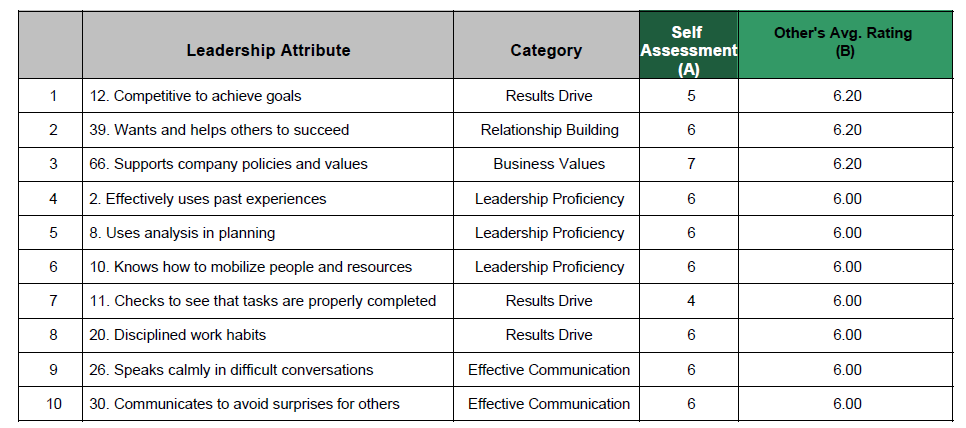 Leadership Attribute Category Self Assessment (A) Other's Avg. Rating (B)
1 12. Competitive to achieve goals Results Drive 5 6.20
2 39. Wants and helps others to succeed Relationship Building 6 6.20
3 66. Supports company policies and values Business Values 7 6.20
4 2. Effectively uses past experiences Leadership Proficiency 6 6.00
5 8. Uses analysis in planning Leadership Proficiency 6 6.00
6 10. Knows how to mobilize people and resources Leadership Proficiency 6 6.00
7 11. Checks to see that tasks are properly completed Results Drive 4 6.00
8 20. Disciplined work habits Results Drive 6 6.00
9 26. Speaks calmly in difficult conversations Effective Communication 6 6.00
10 30. Communicates to avoid surprises for others Effective Communication 6 6.00